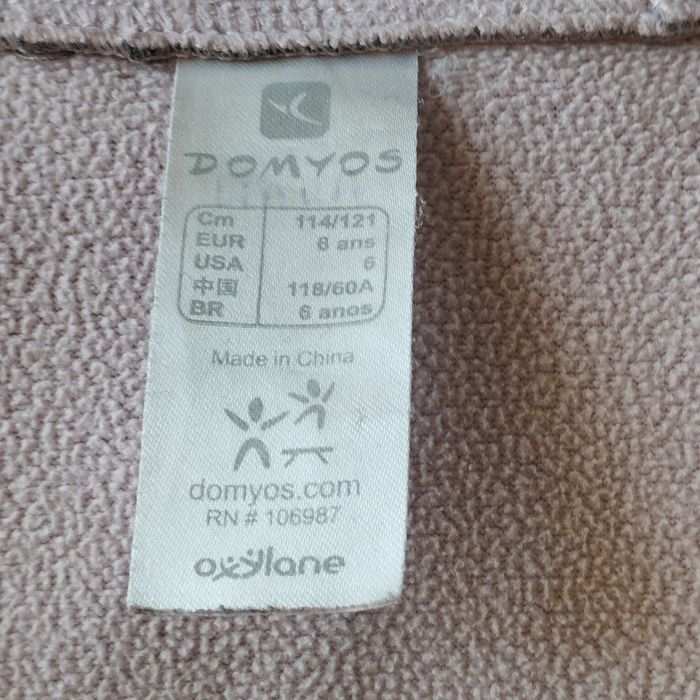 DOMYOS
Cm 114/121
EUR 6 ans
USA 6
中国 118/60A
BR 6 anos
Made in China
domyos.com
RN # 106987
oxylane